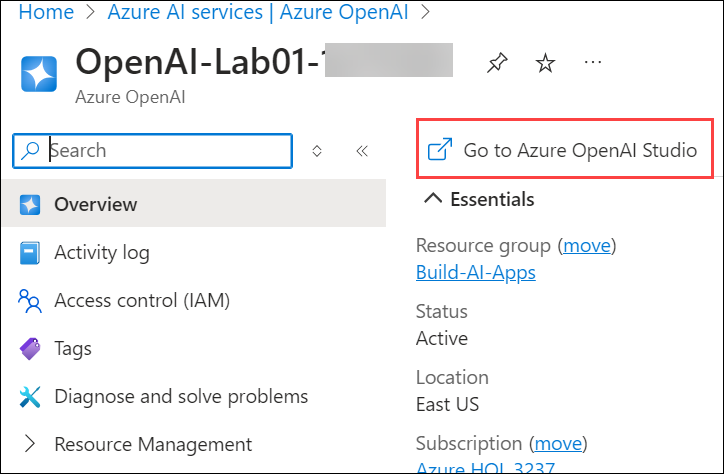 Home > Azure AI services | Azure OpenAI >
OpenAI-Lab01-
Azure OpenAI
Search
Overview
Activity log
Access control (IAM)
Tags
Diagnose and solve problems
Resource Management
Go to Azure OpenAI Studio
Essentials
Resource group (move)
Build-AI-Apps
Status
Active
Location
East US
Subscription (move)
Azure HOL 3237